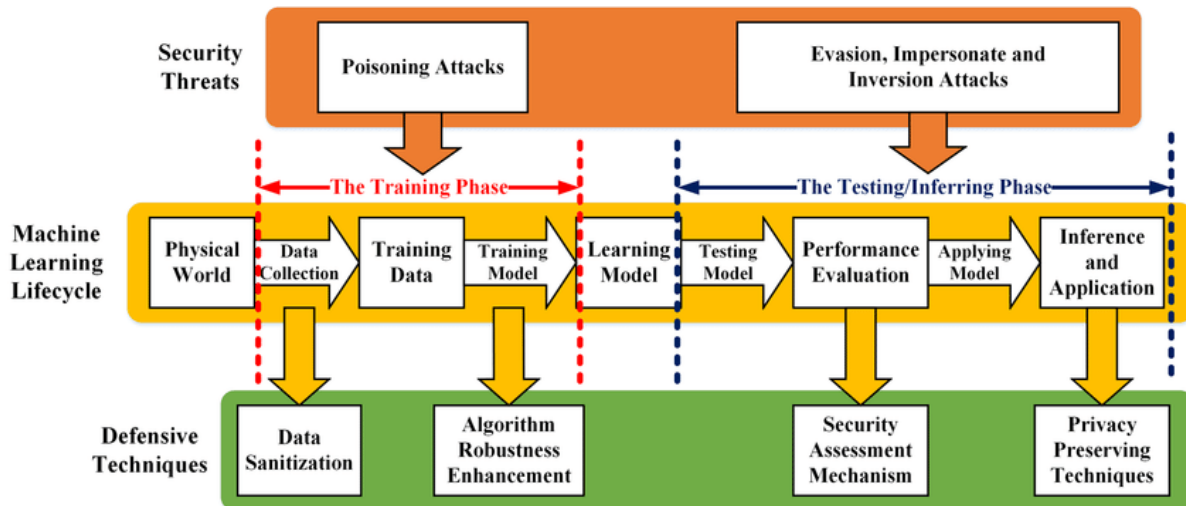 Security
Threats
Poisoning Attacks
Evasion, Impersonate and
Inversion Attacks
The Training Phase
The Testing/Inferring Phase
Machine
Learning
Lifecycle
Physical
World
Data
Collection
Training
Data
Training
Model
Learning
Model
Testing
Model
Performance
Evaluation
Applying
Model
Inference
and
Application
Defensive
Techniques
Data
Sanitization
Algorithm
Robustness
Enhancement
Security
Assessment
Mechanism
Privacy
Preserving
Techniques